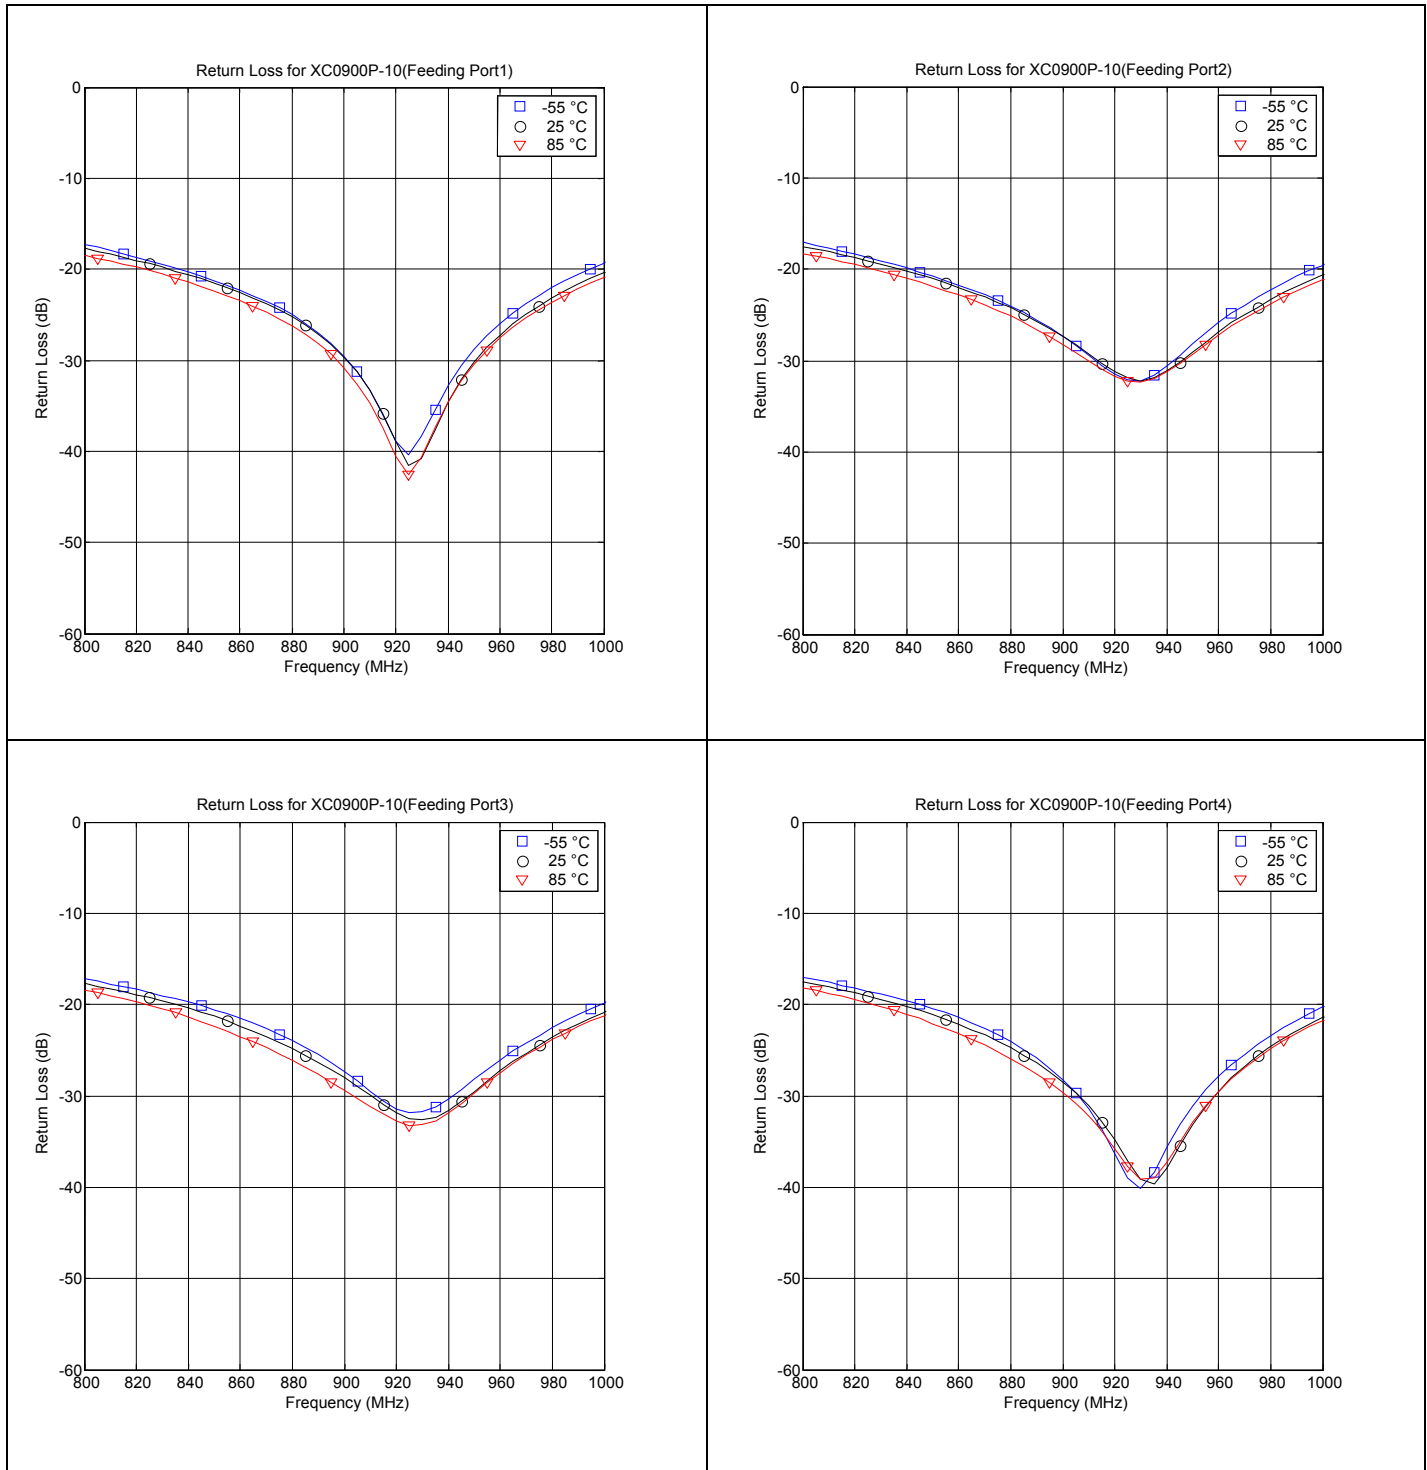 Return Loss for XC0900P-10(Feeding Port1)
0
-10
-20
-30
-40
-50
-60
Return Loss (dB)
-55 °C
25 °C
85 °C
800 820 840 860 880 900 920 940 960 980 1000
Frequency (MHz)
Return Loss for XC0900P-10(Feeding Port2)
0
-10
-20
-30
-40
-50
-60
Return Loss (dB)
-55 °C
25 °C
85 °C
800 820 840 860 880 900 920 940 960 980 1000
Frequency (MHz)
Return Loss for XC0900P-10(Feeding Port3)
0
-10
-20
-30
-40
-50
-60
Return Loss (dB)
-55 °C
25 °C
85 °C
800 820 840 860 880 900 920 940 960 980 1000
Frequency (MHz)
Return Loss for XC0900P-10(Feeding Port4)
0
-10
-20
-30
-40
-50
-60
Return Loss (dB)
-55 °C
25 °C
85 °C
800 820 840 860 880 900 920 940 960 980 1000
Frequency (MHz)